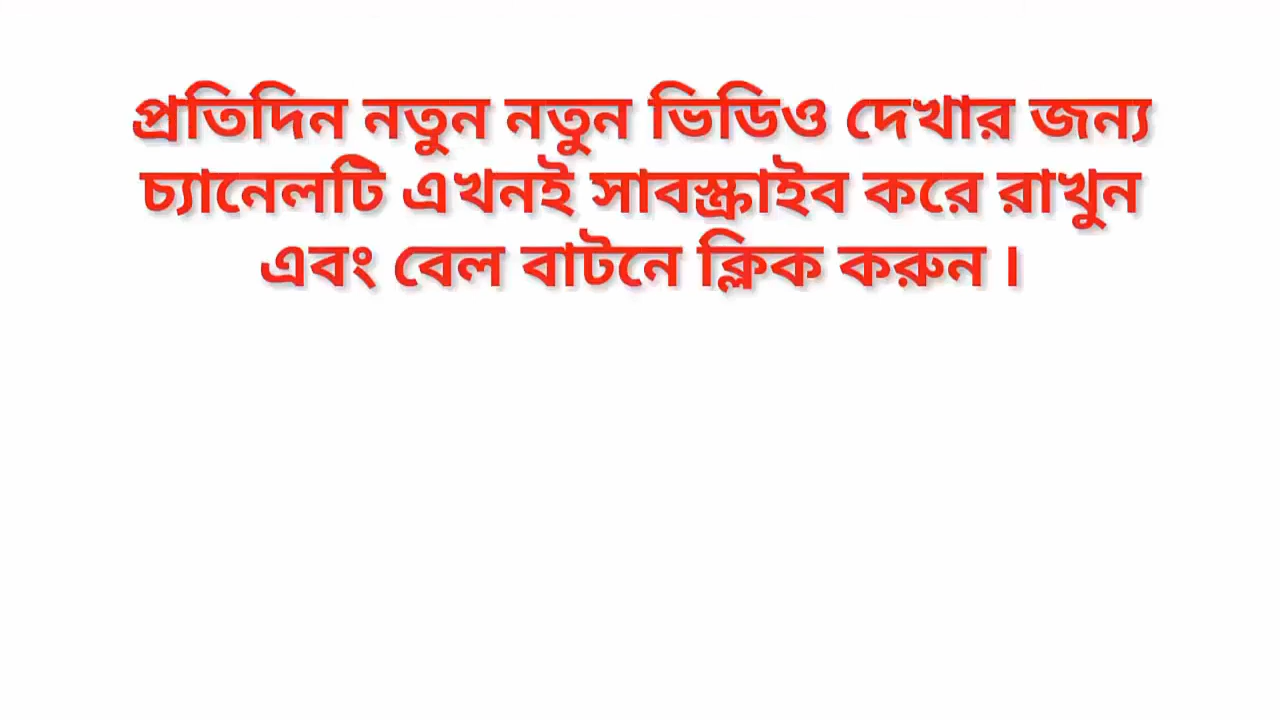 প্রতিদিন নতুন নতুন ভিডিও দেখার জন্য
চ্যানেলটি এখনই সাবস্ক্রাইব করে রাখুন
এবং বেল বাটনে ক্লিক করুন ।